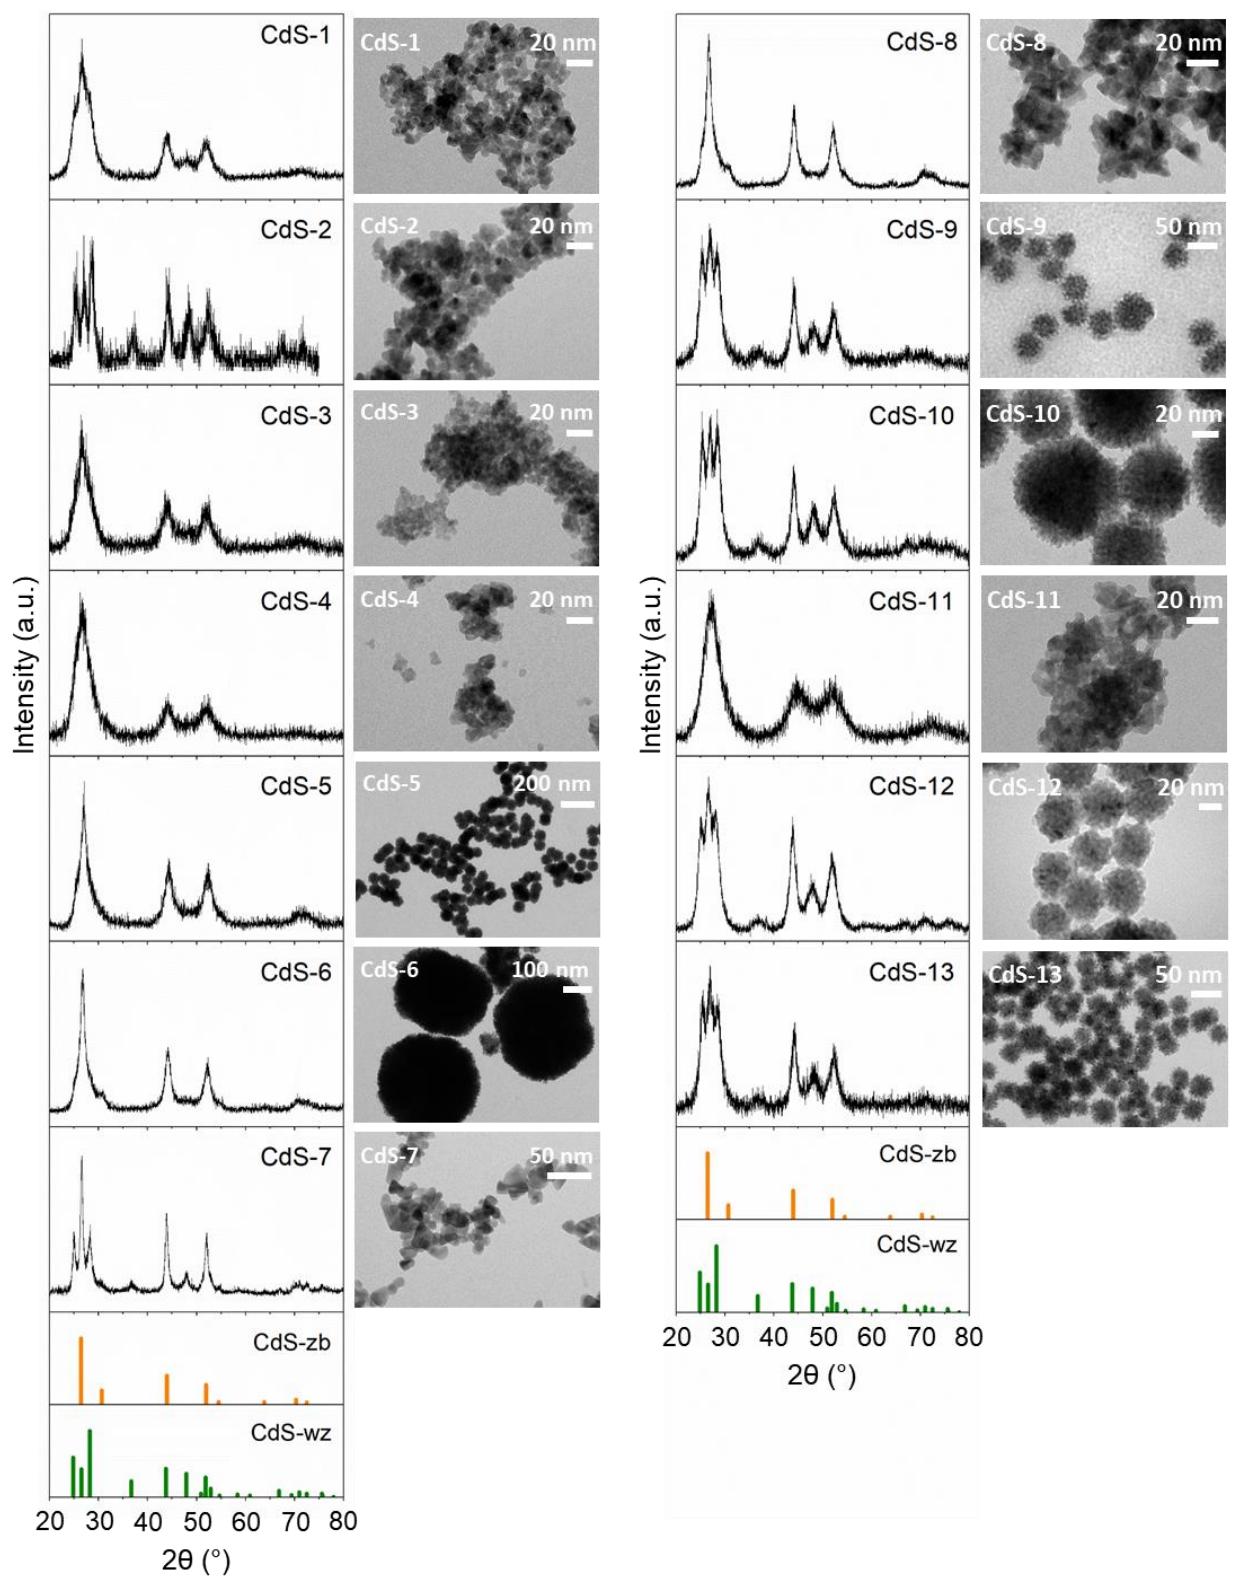 CdS-1
CdS-1 20 nm
CdS-2
CdS-2 20 nm
CdS-3
CdS-3 20 nm
CdS-4
CdS-4 20 nm
CdS-5
CdS-5 200 nm
CdS-6
CdS-6 100 nm
CdS-7
CdS-7 50 nm
CdS-zb
CdS-wz
Intensity (a.u.)
20 30 40 50 60 70 80
2θ (°)
CdS-8
CdS-8 20 nm
CdS-9
CdS-9 50 nm
CdS-10
CdS-10 20 nm
CdS-11
CdS-11 20 nm
CdS-12
CdS-12 20 nm
CdS-13
CdS-13 50 nm
CdS-zb
CdS-wz
Intensity (a.u.)
20 30 40 50 60 70 80
2θ (°)